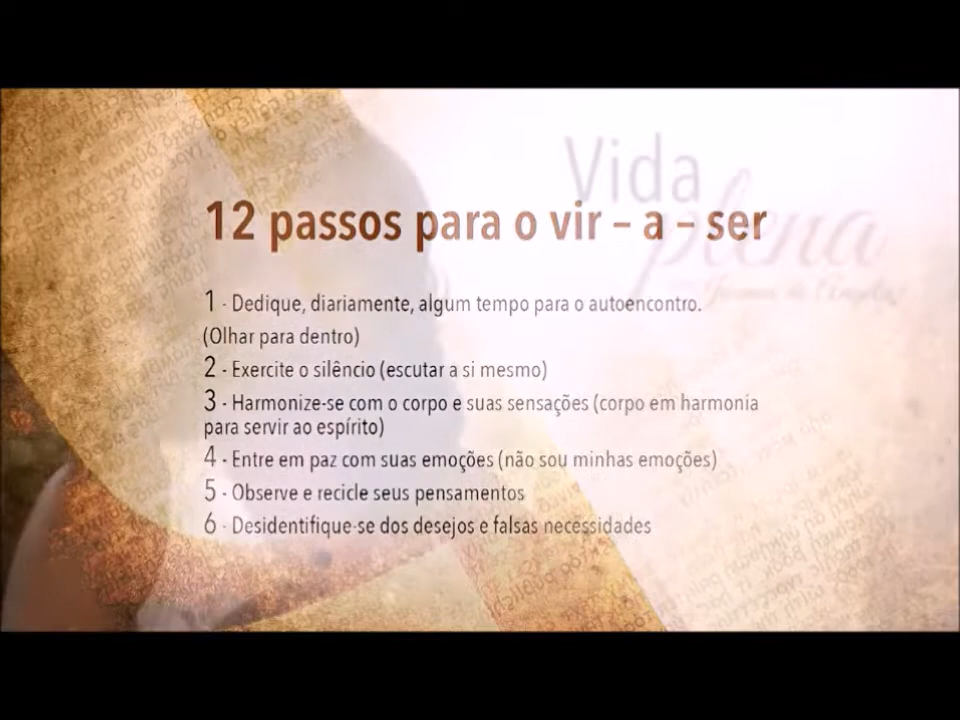 Vida
plena
12 passos para o vir – a – ser
1 - Dedique, diariamente, algum tempo para o autoencontro.
(Olhar para dentro)
2 - Exercite o silêncio (escutar a si mesmo)
3 - Harmonize-se com o corpo e suas sensações (corpo em harmonia
para servir ao espírito)
4 - Entre em paz com suas emoções (não sou minhas emoções)
5 - Observe e recicle seus pensamentos
6 - Desidentifique-se dos desejos e falsas necessidades